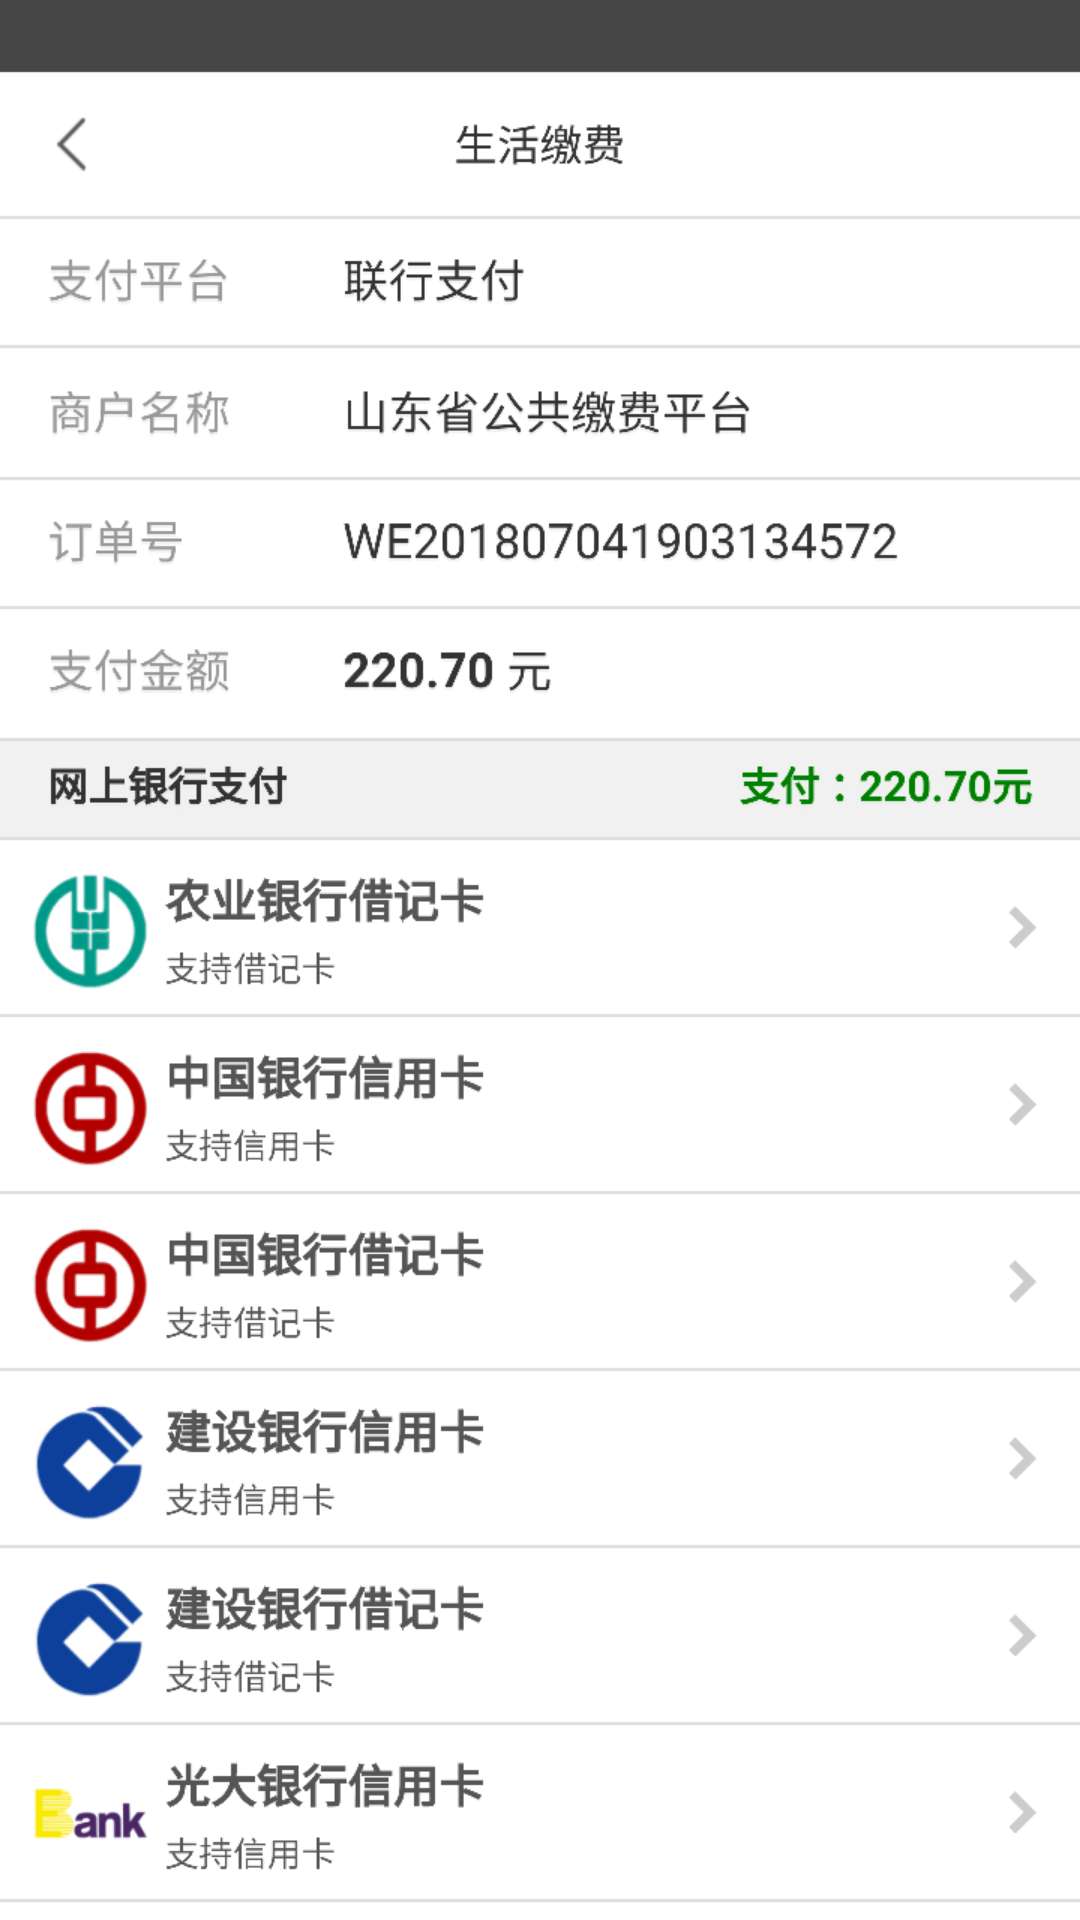 生活缴费
支付平台 联行支付
商户名称 山东省公共缴费平台
订单号 WE201807041903134572
支付金额 220.70 元
网上银行支付 支付：220.70元
农业银行借记卡
支持借记卡
中国银行信用卡
支持信用卡
中国银行借记卡
支持借记卡
建设银行信用卡
支持信用卡
建设银行借记卡
支持借记卡
Bank
光大银行信用卡
支持信用卡